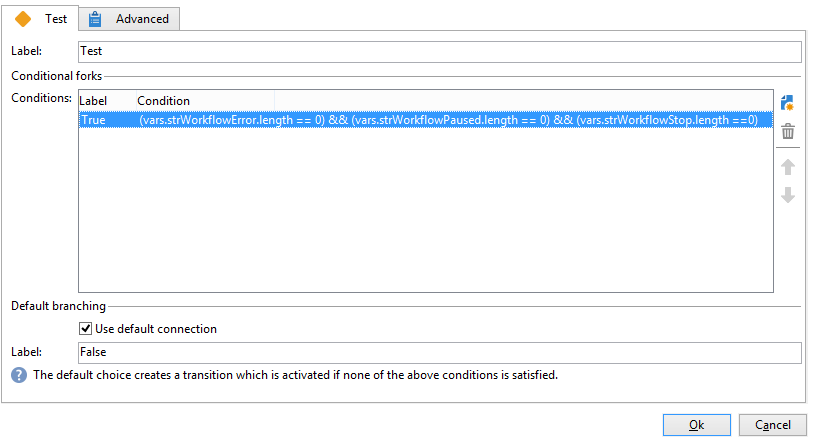 Test Advanced
Label: Test
Conditional forks
Conditions: Label Condition
True (vars.strWorkflowError.length == 0) && (vars.strWorkflowPaused.length == 0) && (vars.strWorkflowStop.length ==0)
Default branching
Use default connection
Label: False
? The default choice creates a transition which is activated if none of the above conditions is satisfied.
Ok Cancel